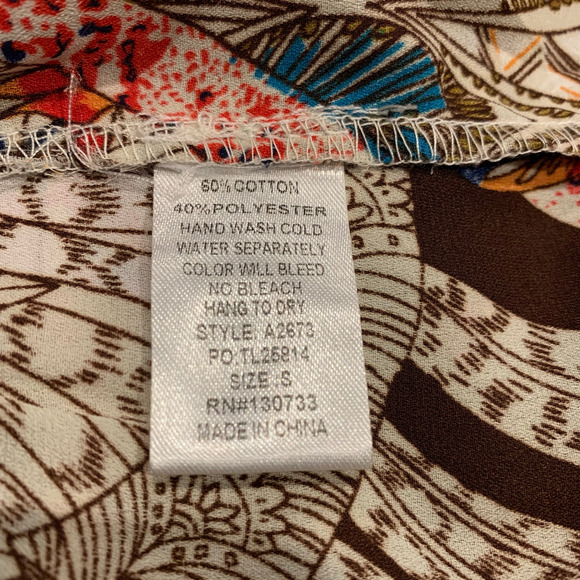 60% COTTON
40%POLYESTER
HAND WASH COLD
WATER SEPARATELY
COLOR WILL BLEED
NO BLEACH
HANG TO DRY
STYLE: A2673
PO:TL25814
SIZE :S
RN#130733
MADE IN CHINA